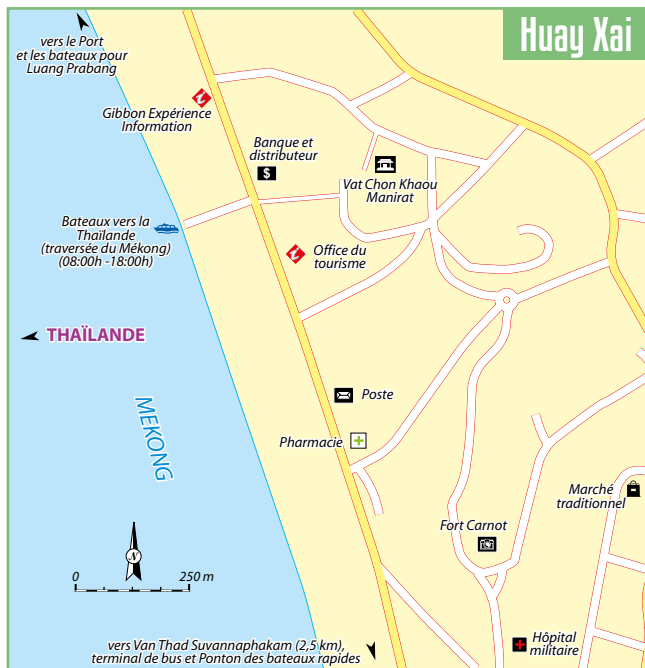 Huay Xai
vers le Port
et les bateaux pour
Luang Prabang
Gibbon Expérience
Information
Banque et
distributeur
$
Vat Chon Khaou
Manirat
Bateaux vers la
Thaïlande
(traversée du Mékong)
(08:00h -18:00h)
Office du
tourisme
THAÏLANDE
MEKONG
Poste
Pharmacie
Marché
traditionnel
Fort Carnot
N
0 250 m
Hôpital
militaire
vers Van Thad Suvannaphakam (2,5 km),
terminal de bus et Ponton des bateaux rapides